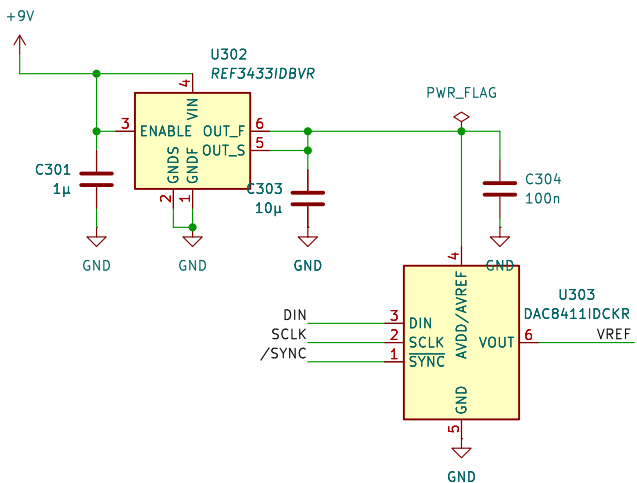 +9V
U302
REF3433IDBVR
4
VIN
3
ENABLE
OUT_F
6
OUT_S
5
GNDS
GNDF
2
1
C301
1µ
C303
10µ
PWR_FLAG
C304
100n
GND
GND
GND
GND
4
U303
DAC8411IDCKR
AVDD/AVREF
DIN
3
DIN
SCLK
2
SCLK
/SYNC
1
SYNC
VOUT
6
VREF
GND
5
GND